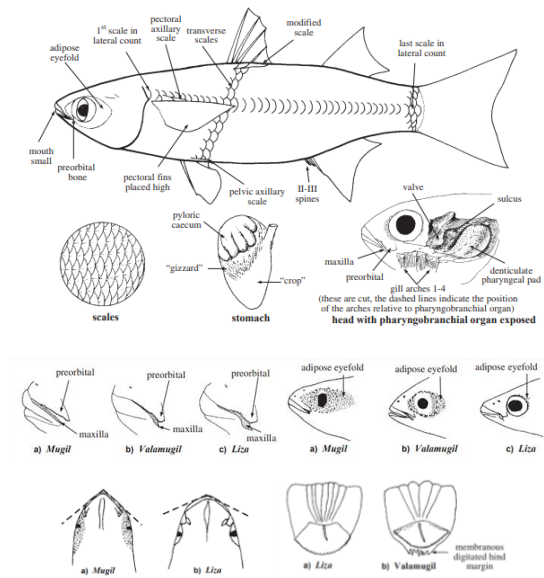 1st scale in
lateral count
pectoral
axillary
scale
transverse
scales
modified
scale
last scale in
lateral count
adipose
eyefold
mouth
small
preorbital
bone
pectoral fins
placed high
pelvic axillary
scale
II-III
spines
valve
sulcus
pyloric
caecum
"gizzard"
"crop"
maxilla
preorbital
gill arches 1-4
denticulate
pharyngeal pad
(these are cut, the dashed lines indicate the position
of the arches relative to pharyngobranchial organ)
scales
stomach
head with pharyngobranchial organ exposed
preorbital
preorbital
preorbital
adipose eyefold
adipose eyefold
adipose eyefold
maxilla
maxilla
maxilla
a) Mugil
b) Valamugil
c) Liza
a) Mugil
b) Valamugil
c) Liza
membranous
digitated hind
margin
a) Mugil
b) Liza
a) Liza
b) Valamugil